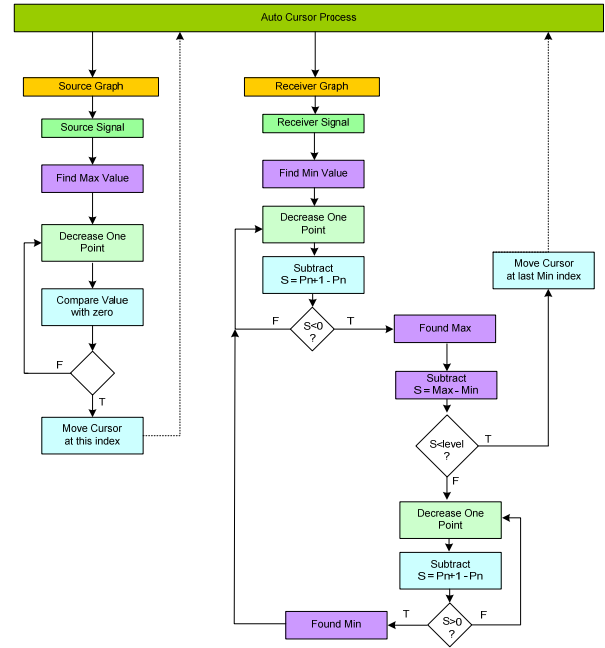 Auto Cursor Process
Source Graph
Source Signal
Find Max Value
Decrease One
Point
Compare Value
with zero
F
T
Move Cursor
at this index
Receiver Graph
Receiver Signal
Find Min Value
Decrease One
Point
Subtract
S = Pn+1 - Pn
S<0
?
F
T
Found Max
Subtract
S = Max - Min
S<level
?
T
F
Move Cursor
at last Min index
Decrease One
Point
Subtract
S = Pn+1 - Pn
S>0
?
T
F
Found Min